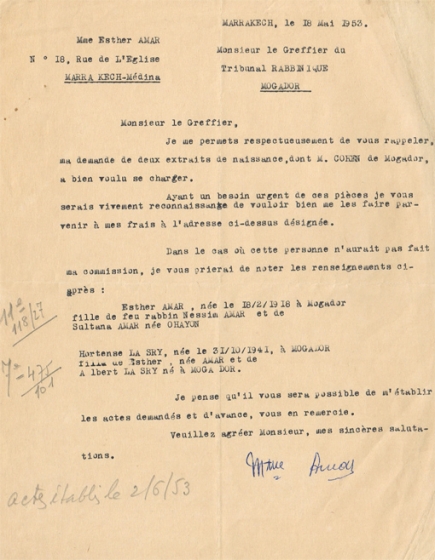 MARRAKECH, le 18 Mai 1953.
Mme Esther AMAR
N° 18, Rue de L'Eglise
MARRA KECH-Médina
Monsieur le Greffier du
Tribunal RABBINIQUE
MOGADOR
Monsieur le Greffier,
Je me permets respectueusement de vous rappeler,
ma demande de deux extraits de naissance,dont M. COHEN de Mogador,
a bien voulu se charger.
Ayant un besoin urgent de ces pièces je vous
serais vivement reconnaissante de vouloir bien me les faire par-
venir à mes frais à l'adresse ci-dessus désignée.
Dans le cas où cette personne n'aurait pas fait
ma commission, je vous prierai de noter les renseignements ci-
après :
Esther AMAR, née le 18/2/1918 à Mogador
fille de feu rabbin Nessim AMAR et de
Sultana AMAR née OHAYON
11e 118/27
Hortense LA SRY, née le 31/10/1941, à MOGADOR
fille de Esther , née AMAR et de
A lbert LA SRY né à MOGA DOR.
7e 475/101
Je pense qu'il vous sera possible de m'établir
les actes demandés et d'avance, vous en remercie.
Veuillez agréer Monsieur, mes sincères saluta-
tions.
Mme Amar
actes établis le 2/6/53